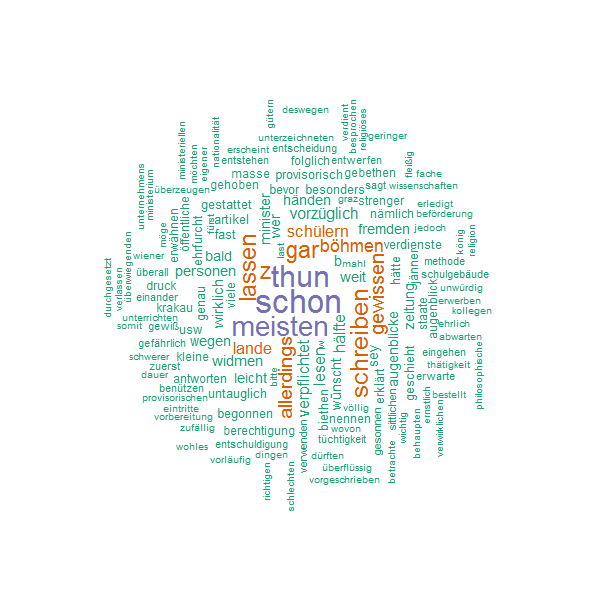 deswegen
gütern
verdient
besprochen
religiöses
geringer
unterzeichneten
nationalität
ministeriellen
erscheint
entscheidung
möchten
eigener
entstehen
folglich
entwerfen
fleißig
fache
masse
provisorisch
gebethen
unternehmens
ministerium
überzeugen
gehoben
bevor
besonders
sagt
wissenschaften
gestattet
händen
graz
strenger
erledigt
fürst
artikel
minister
wer
vorzüglich
nämlich
beförderung
möge
erwähnen
öffentliche
ehrfurcht
fast
schülern
fremden
jedoch
könig
religion
durchgesetzt
verlassen
überwiegenden
wiener
bald
lassen
last
gar
böhmen
verdienste
überall
personen
z
b
mahl
weit
gewissen
hätte
jännern
methode
einander
druck
genau
viele
wirklich
thun
schulgebäude
krakau
schon
zeitung
staate
augenblick
unwürdig
unterrichten
erwerben
somit
gewiß
usw
meisten
hälfte
schreiben
augenblicke
ehrlich
kollegen
gefährlich
wegen
abwarten
schwerer
kleine
lande
allerdings
verpflichtet
lesen
w
sey
geschieht
eingehen
zuerst
widmen
thätigkeit
philosophischen
dauer
antworten
leicht
bitte
wünscht
erklärt
erwarte
benützen
untauglich
biethen
nennen
sittlichen
bestellt
provisorischen
völlig
eintritte
begonnen
wovon
gesonnen
wichtig
ernstlich
verwirklichen
vorbereitung
zufällig
berechtigung
verwenden
tüchtigkeit
behaupten
wohles
entschuldigung
dingen
dürften
betrachte
vorläufig
überflüssig
richtigen
schlechten
vorgeschrieben